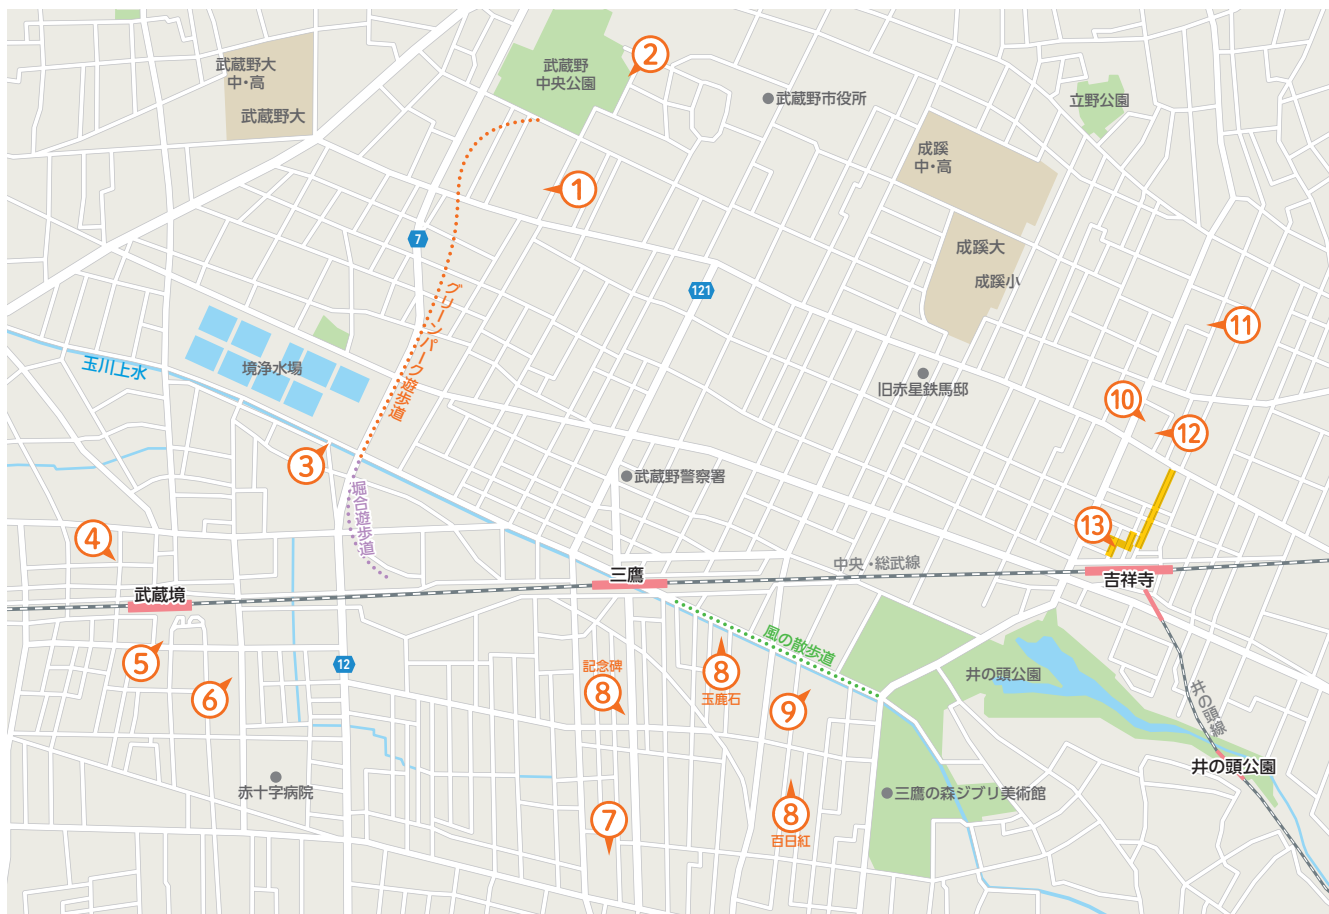 武蔵野大
中・高
武蔵野大
武蔵野
中央公園
②
武蔵野市役所
立野公園
成蹊
中・高
①
7
成蹊大
成蹊小
121
グリーンパーク遊歩道
⑪
玉川上水
境浄水場
旧赤星鉄馬邸
⑩
⑫
③
武蔵野警察署
堀合遊歩道
④
⑬
中央・総武線
三鷹
吉祥寺
武蔵境
風の散歩道
⑤
12
⑥
記念碑
⑧
⑧
玉鹿石
⑨
井の頭公園
井の頭線
井の頭公園
赤十字病院
三鷹の森ジブリ美術館
⑦
⑧
百日紅